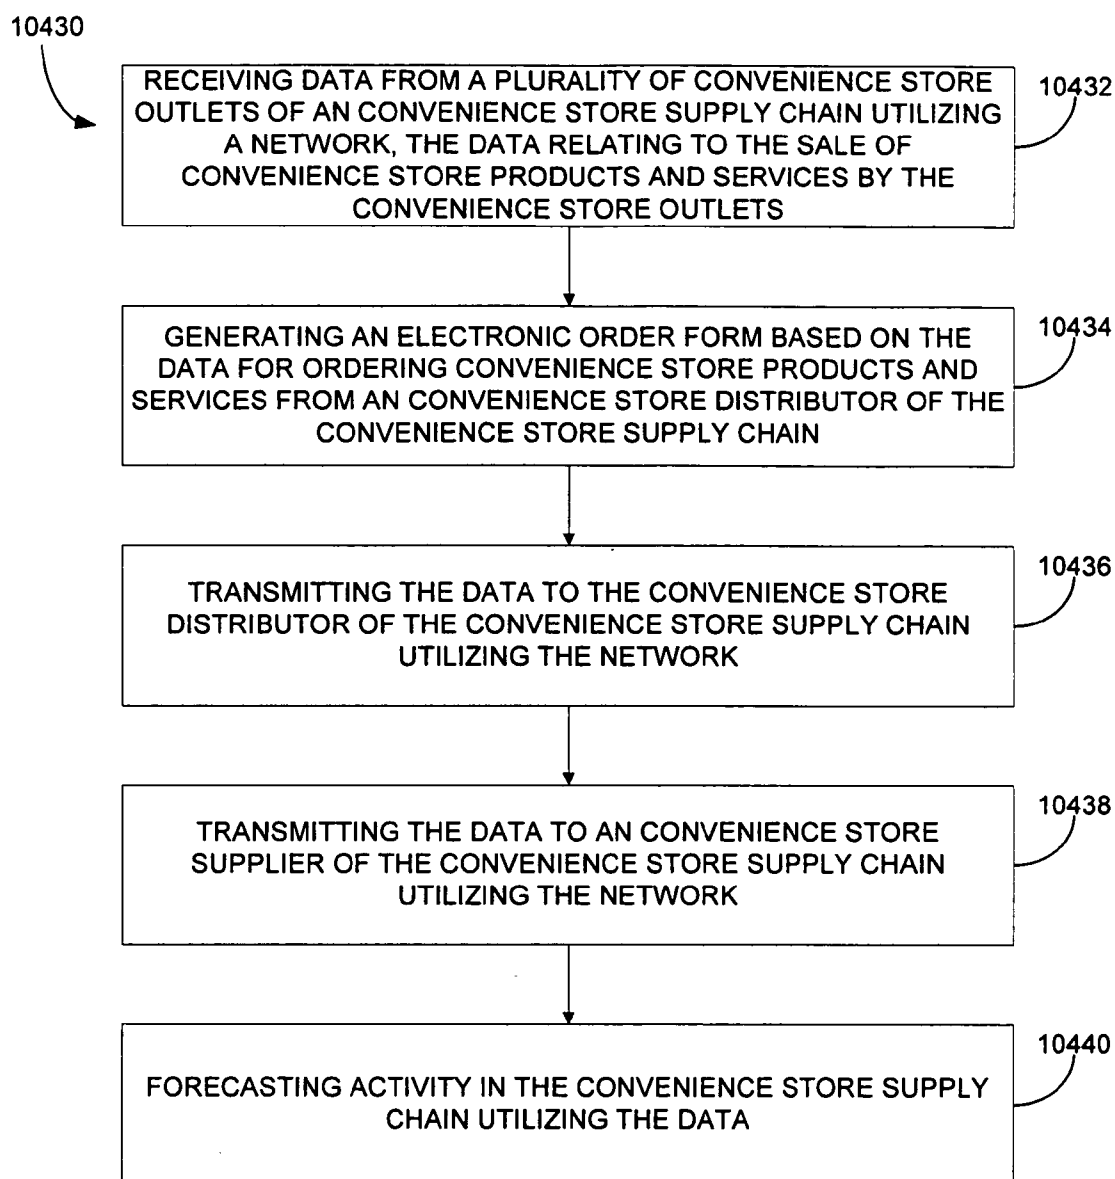 10430
RECEIVING DATA FROM A PLURALITY OF CONVENIENCE STORE
OUTLETS OF AN CONVENIENCE STORE SUPPLY CHAIN UTILIZING
A NETWORK, THE DATA RELATING TO THE SALE OF
CONVENIENCE STORE PRODUCTS AND SERVICES BY THE
CONVENIENCE STORE OUTLETS
10432
GENERATING AN ELECTRONIC ORDER FORM BASED ON THE
DATA FOR ORDERING CONVENIENCE STORE PRODUCTS AND
SERVICES FROM AN CONVENIENCE STORE DISTRIBUTOR OF THE
CONVENIENCE STORE SUPPLY CHAIN
10434
TRANSMITTING THE DATA TO THE CONVENIENCE STORE
DISTRIBUTOR OF THE CONVENIENCE STORE SUPPLY CHAIN
UTILIZING THE NETWORK
10436
TRANSMITTING THE DATA TO AN CONVENIENCE STORE
SUPPLIER OF THE CONVENIENCE STORE SUPPLY CHAIN
UTILIZING THE NETWORK
10438
FORECASTING ACTIVITY IN THE CONVENIENCE STORE SUPPLY
CHAIN UTILIZING THE DATA
10440